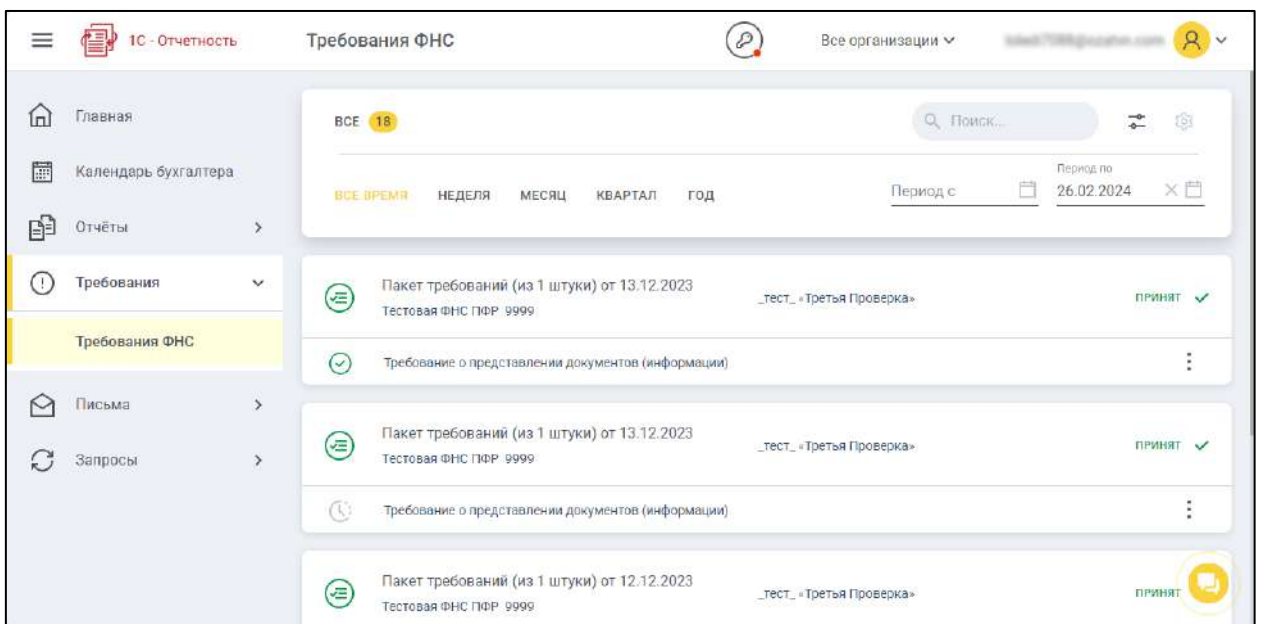 1С - Отчетность
Требования ФНС
Все организации
Главная
Календарь бухгалтера
Отчёты
Требования
Требования ФНС
Письма
Запросы
ВСЕ 18
Поиск...
ВСЕ ВРЕМЯ НЕДЕЛЯ МЕСЯЦ КВАРТАЛ ГОД
Период с
Период по
26.02.2024
Пакет требований (из 1 штуки) от 13.12.2023
Тестовая ФНС ПФР 9999
_тест_ «Третья Проверка»
ПРИНЯТ
Требование о представлении документов (информации)
Пакет требований (из 1 штуки) от 13.12.2023
Тестовая ФНС ПФР 9999
_тест_ «Третья Проверка»
ПРИНЯТ
Требование о представлении документов (информации)
Пакет требований (из 1 штуки) от 12.12.2023
Тестовая ФНС ПФР 9999
_тест_ «Третья Проверка»
ПРИНЯТ